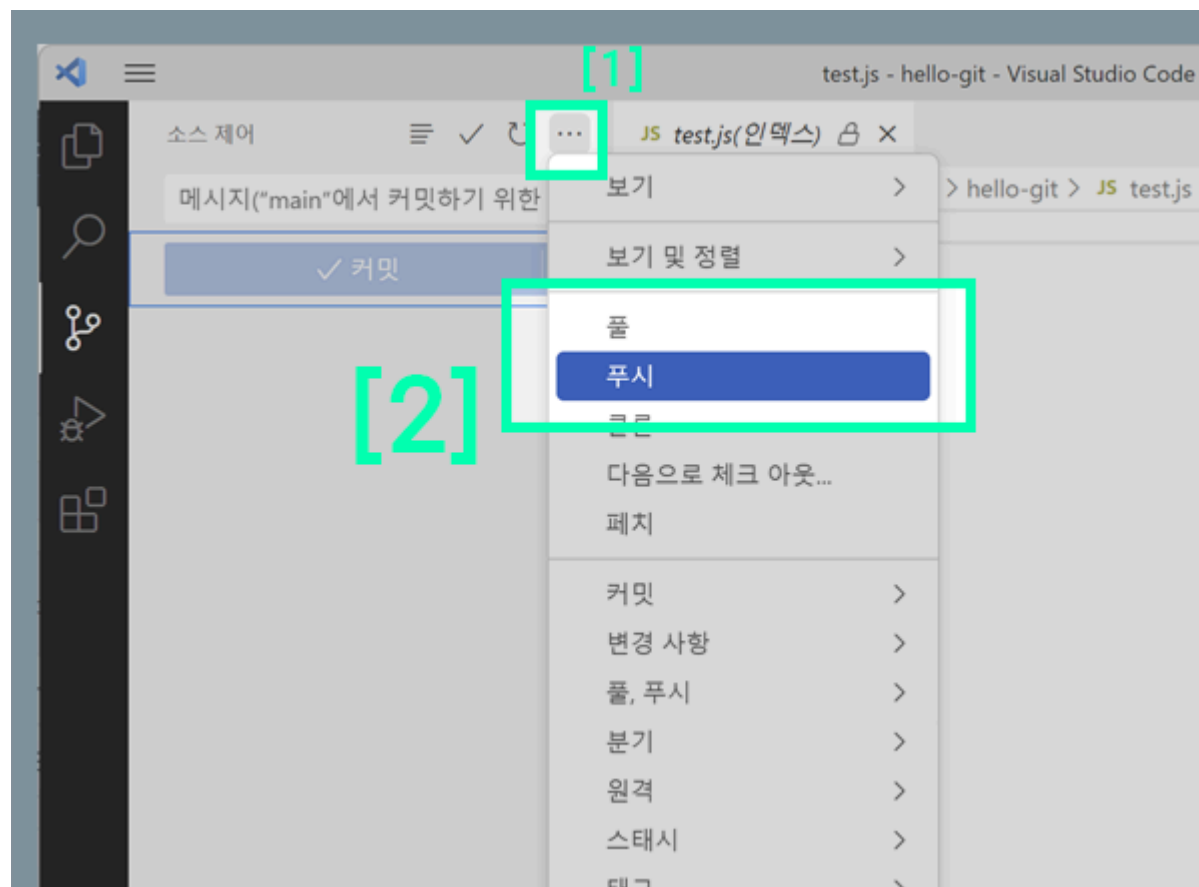 [1]
test.js - hello-git - Visual Studio Code
소스 제어
JS test.js(인덱스)
메시지("main"에서 커밋하기 위한
보기
> hello-git > JS test.js
커밋
보기 및 정렬
풀
푸시
[2]
다음으로 체크 아웃...
페치
커밋
변경 사항
풀, 푸시
분기
원격
스태시